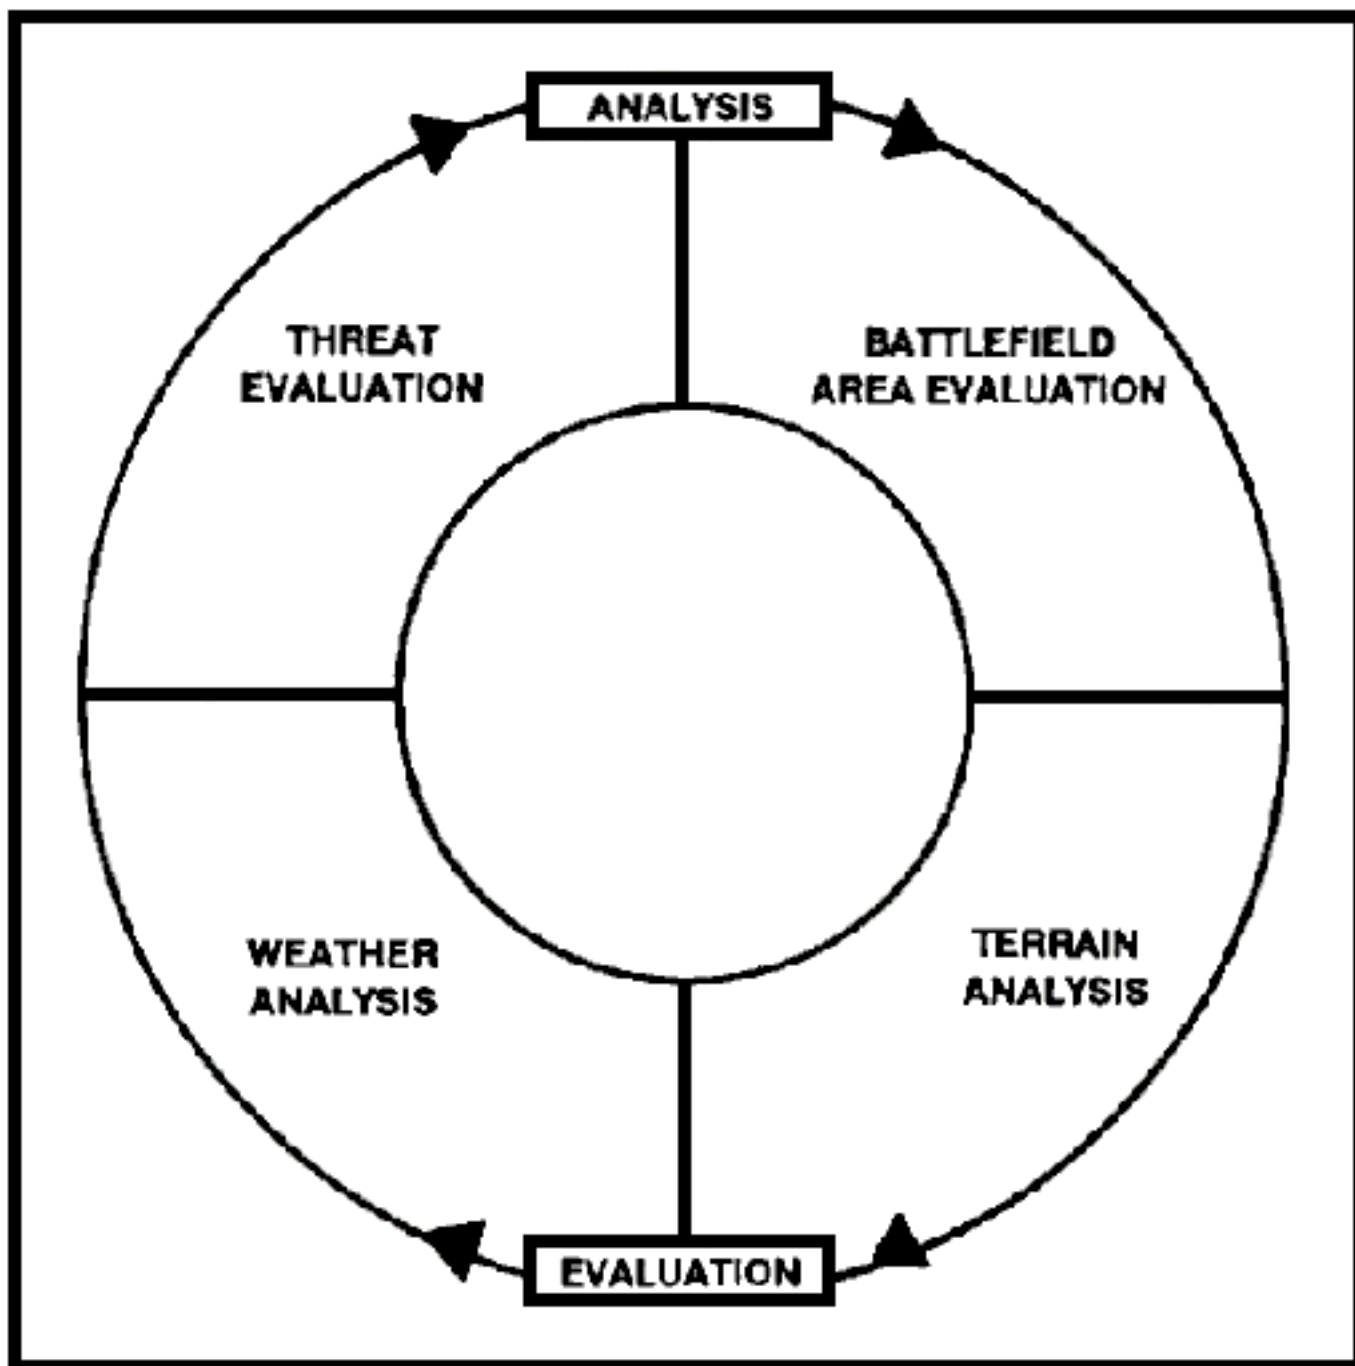 ANALYSIS
THREAT
EVALUATION
BATTLEFIELD
AREA EVALUATION
WEATHER
ANALYSIS
TERRAIN
ANALYSIS
EVALUATION